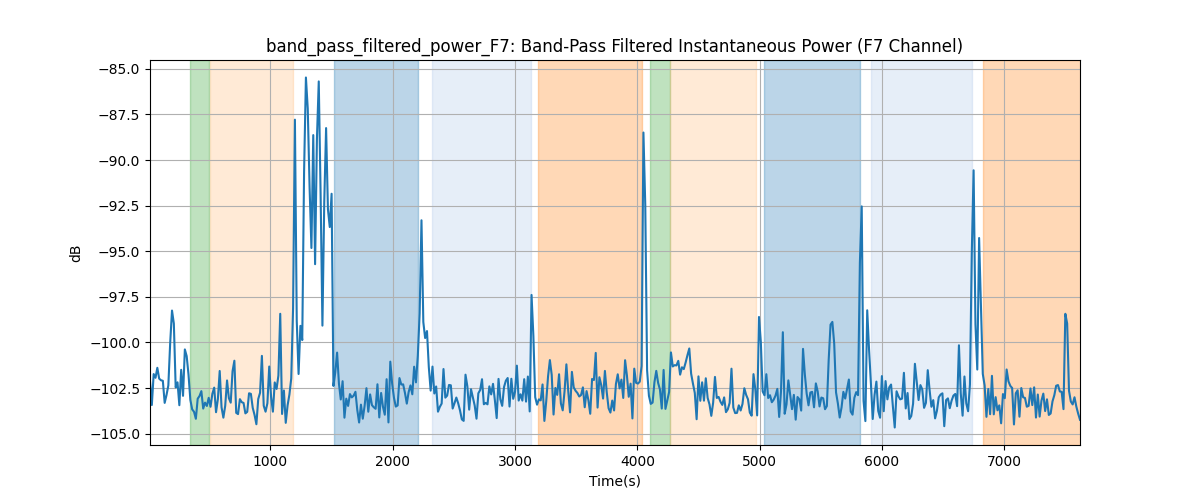 band_pass_filtered_power_F7: Band-Pass Filtered Instantaneous Power (F7 Channel)
−85.0
−87.5
−90.0
−92.5
−95.0
−97.5
−100.0
−102.5
−105.0
dB
1000 2000 3000 4000 5000 6000 7000
Time(s)